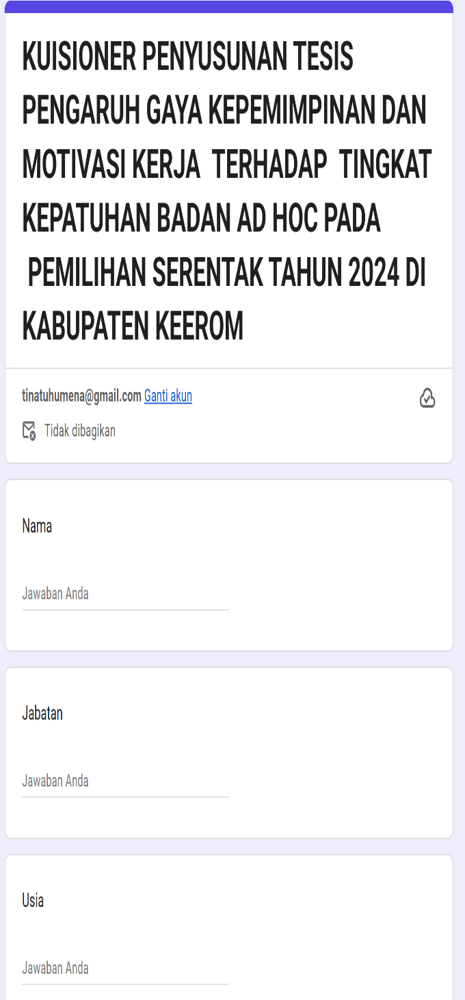 KUISIONER PENYUSUNAN TESIS
PENGARUH GAYA KEPEMIMPINAN DAN
MOTIVASI KERJA  TERHADAP  TINGKAT
KEPATUHAN BADAN AD HOC PADA
PEMILIHAN SERENTAK TAHUN 2024 DI
KABUPATEN KEEROM
tinatuhumena@gmail.com Ganti akun
Tidak dibagikan
Nama
Jawaban Anda
Jabatan
Jawaban Anda
Usia
Jawaban Anda